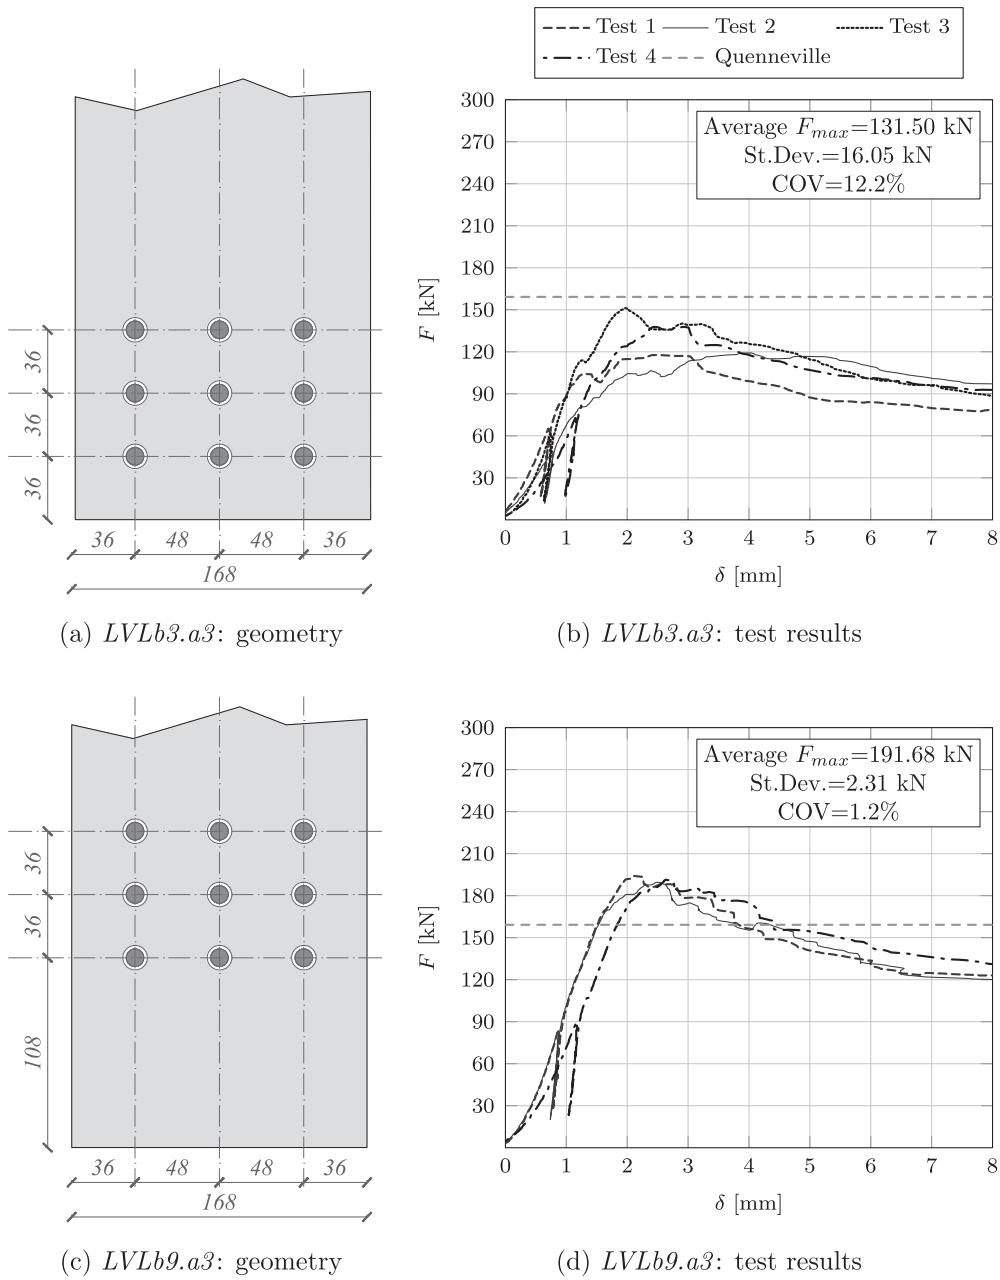 Test 1 Test 2 Test 3
Test 4 Quenneville
36
36
36
36 48 48 36
168
(a) LVLb3.a3: geometry
300
270
240
210
180
150
120
90
60
30
0 1 2 3 4 5 6 7 8
F [kN]
δ [mm]
Average Fmax=131.50 kN
St.Dev.=16.05 kN
COV=12.2%
(b) LVLb3.a3: test results
36
36
108
36 48 48 36
168
(c) LVLb9.a3: geometry
300
270
240
210
180
150
120
90
60
30
0 1 2 3 4 5 6 7 8
F [kN]
δ [mm]
Average Fmax=191.68 kN
St.Dev.=2.31 kN
COV=1.2%
(d) LVLb9.a3: test results